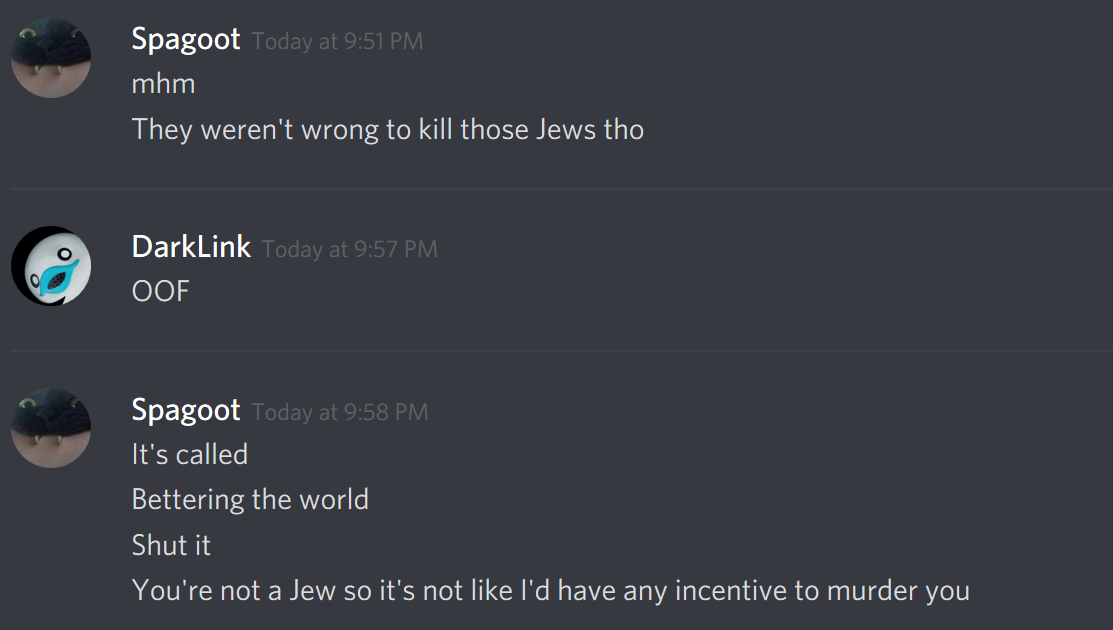 Spagoot Today at 9:51 PM
mhm
They weren't wrong to kill those Jews tho
DarkLink Today at 9:57 PM
OOF
Spagoot Today at 9:58 PM
It's called
Bettering the world
Shut it
You're not a Jew so it's not like I'd have any incentive to murder you